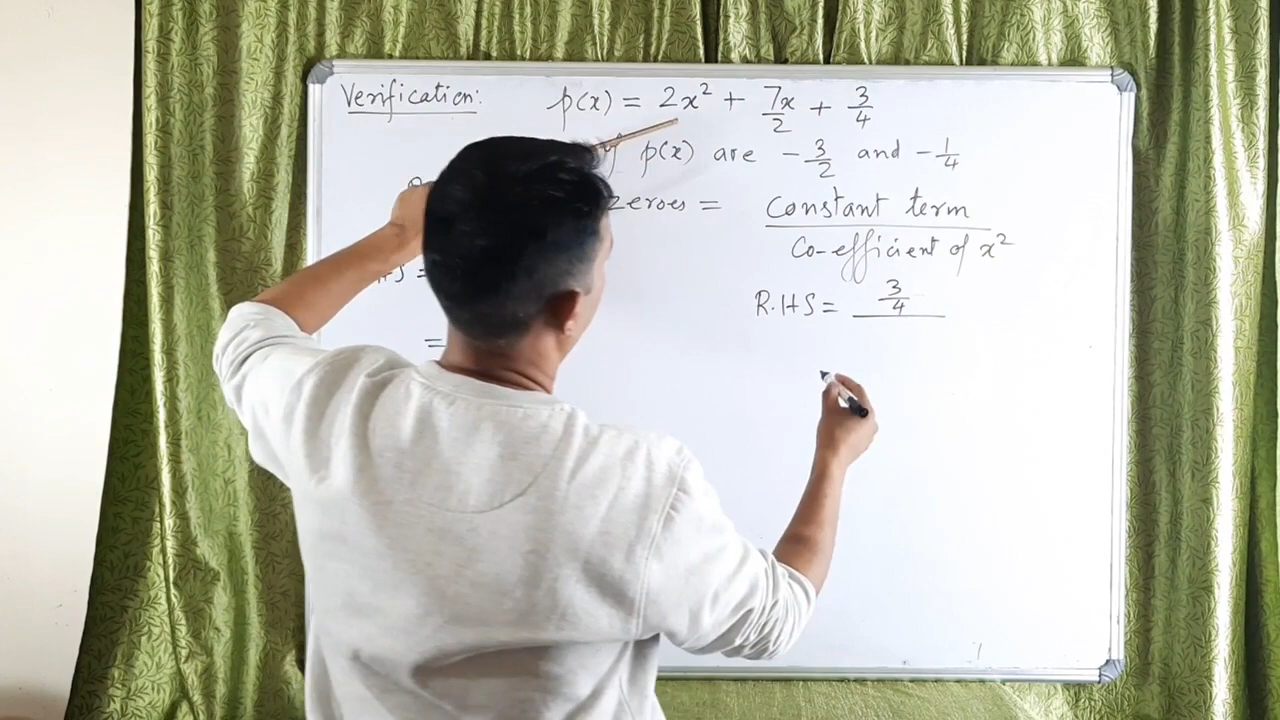 Verification: p(x) = 2x² + 7x/2 + 3/4
p(x) are -3/2 and -1/4
zeroes = constant term / Co-efficient of x²
R.H.S = 3/4
=